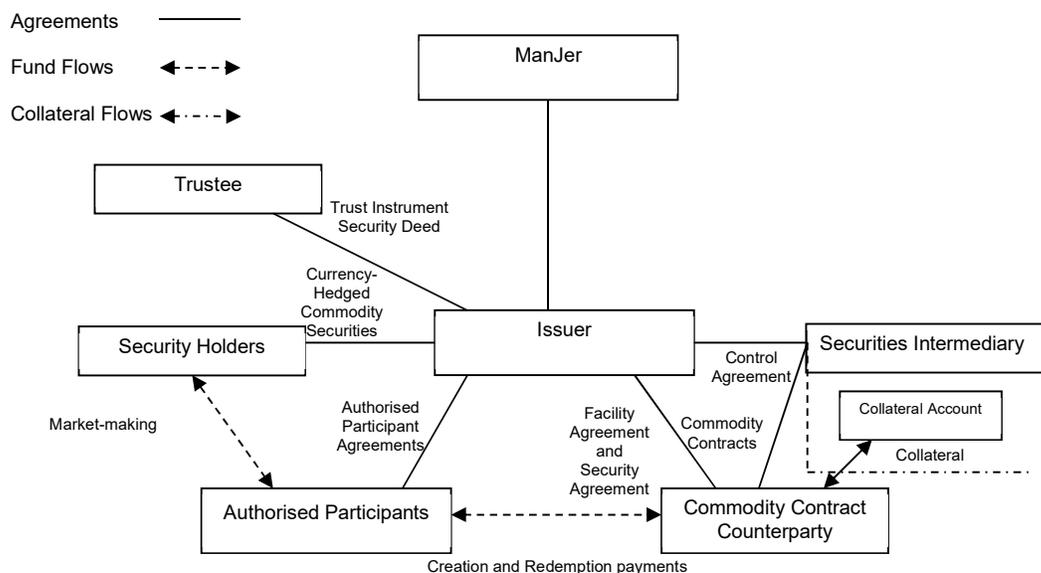 Agreements
Fund Flows
Collateral Flows
ManJer
Trustee
Trust Instrument
Security Deed
Currency-
Hedged
Commodity
Securities
Issuer
Security Holders
Securities Intermediary
Control
Agreement
Collateral Account
Collateral
Market-making
Authorised
Participant
Agreements
Facility
Agreement
and
Security
Agreement
Commodity
Contracts
Authorised Participants
Commodity Contract
Counterparty
Creation and Redemption payments